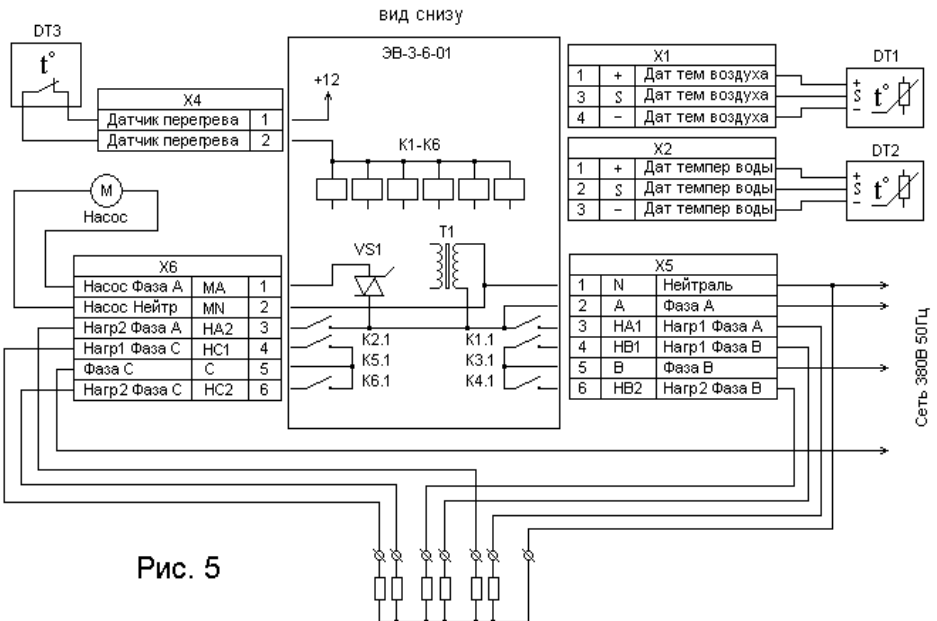 вид снизу
DT3
t°
X4
Датчик перегрева 1
Датчик перегрева 2
M
Насос
X6
Насос Фаза А MA 1
Насос Нейтр MN 2
Нагр2 Фаза А HA2 3
Нагр1 Фаза С HC1 4
Фаза С C 5
Нагр2 Фаза С HC2 6
ЭВ-3-6-01
+12
K1-K6
T1
VS1
K2.1 K1.1
K5.1 K3.1
K6.1 K4.1
X1
1 + Дат тем воздуха
3 S Дат тем воздуха
4 − Дат тем воздуха
DT1
+
S t°
−
X2
1 + Дат темпер воды
2 S Дат темпер воды
3 − Дат темпер воды
DT2
+
S t°
−
X5
1 N Нейтраль
2 A Фаза А
3 HA1 Нагр1 Фаза А
4 HB1 Нагр1 Фаза В
5 B Фаза В
6 HB2 Нагр2 Фаза В
Сеть 380В 50Гц
Рис. 5